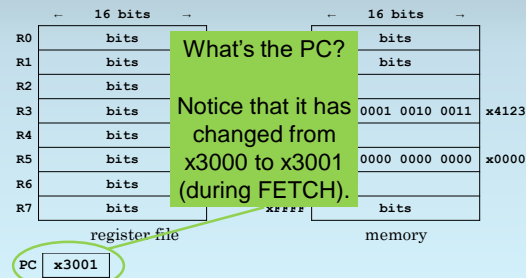 ← 16 bits →
← 16 bits →
R0 bits
bits
R1 bits
bits
R2 bits
R3 bits
0001 0010 0011 x4123
R4 bits
R5 bits
0000 0000 0000 x0000
R6 bits
R7 bits
xFFFF bits
What's the PC?
Notice that it has
changed from
x3000 to x3001
(during FETCH).
register file
memory
PC x3001